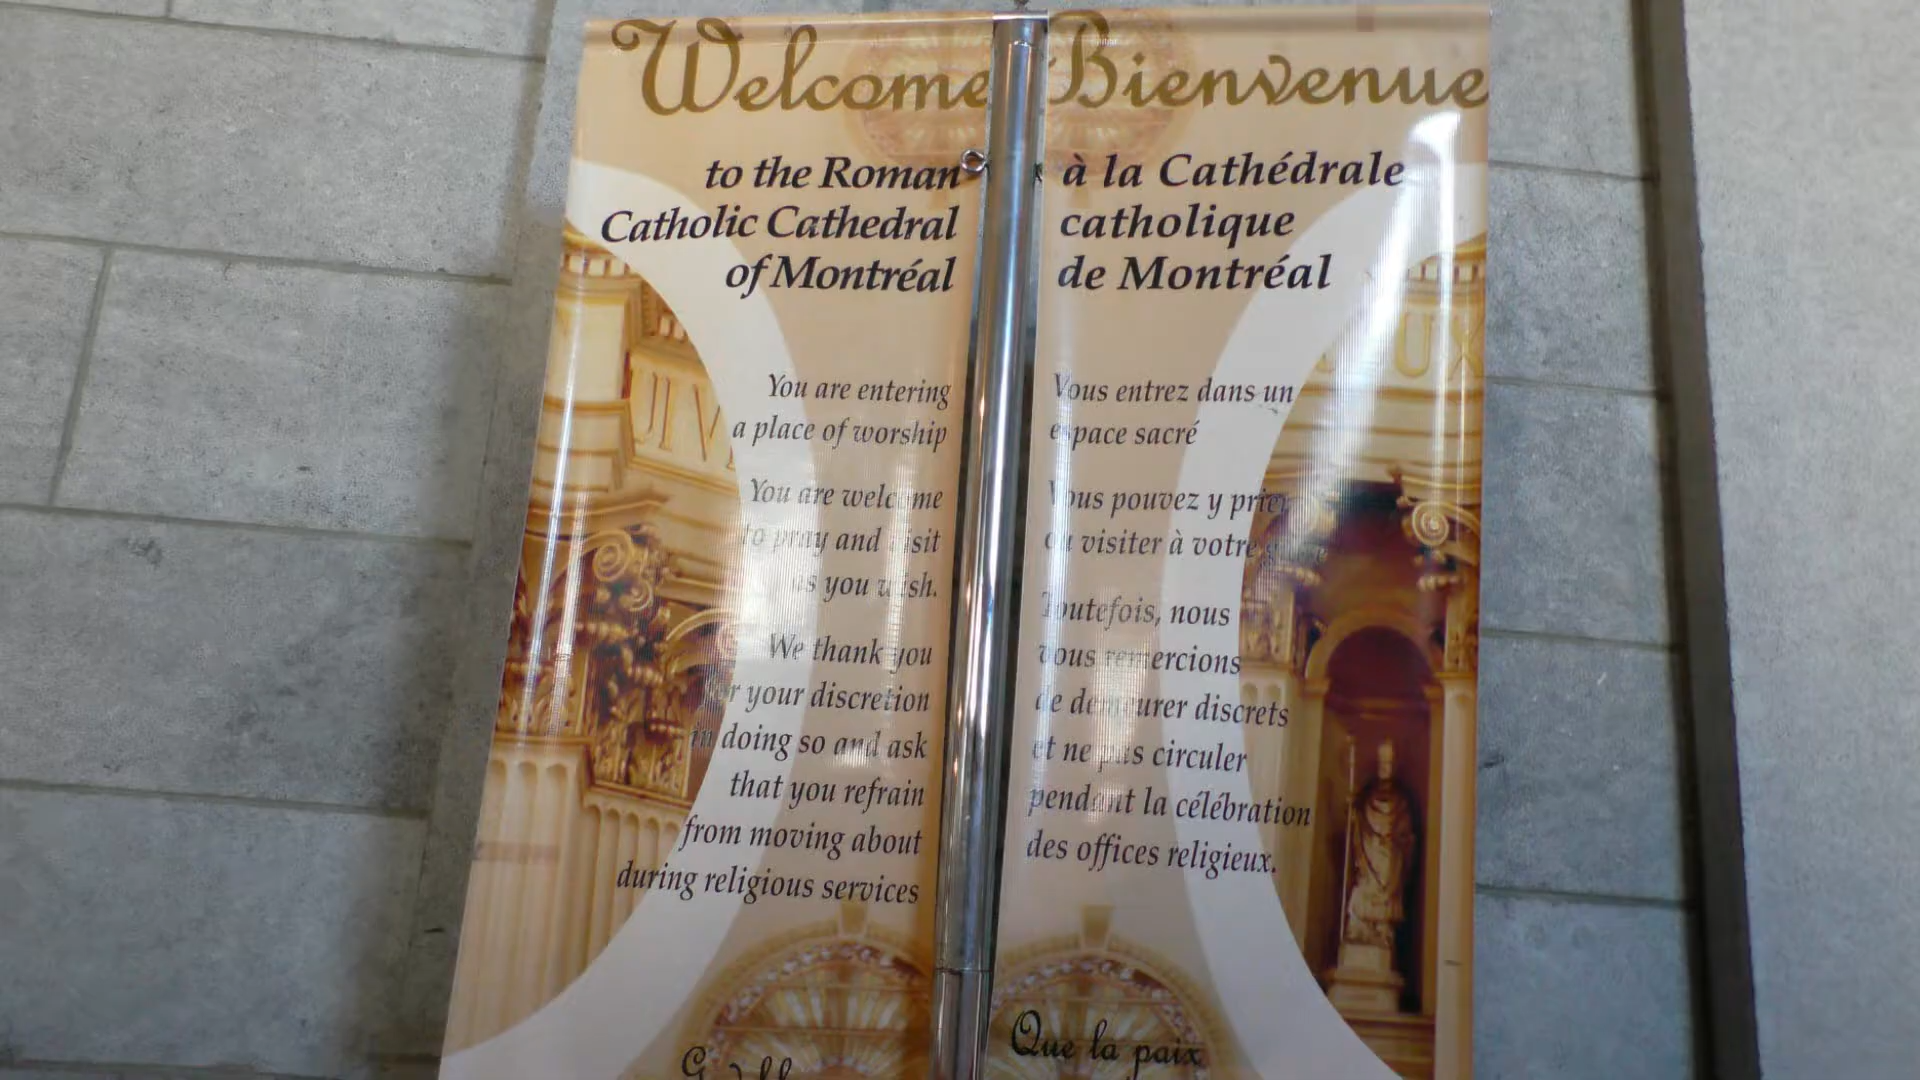 Welcome
to the Roman
Catholic Cathedral
of Montréal
You are entering
a place of worship
You are welcome
to pray and visit
as you wish.
We thank you
for your discretion
in doing so and ask
that you refrain
from moving about
during religious services
Bienvenue
à la Cathédrale
catholique
de Montréal
Vous entrez dans un
espace sacré
Vous pouvez y prier
ou visiter à votre guise
Toutefois, nous
vous remercions
de demeurer discrets
et ne pas circuler
pendant la célébration
des offices religieux.
Que la paix